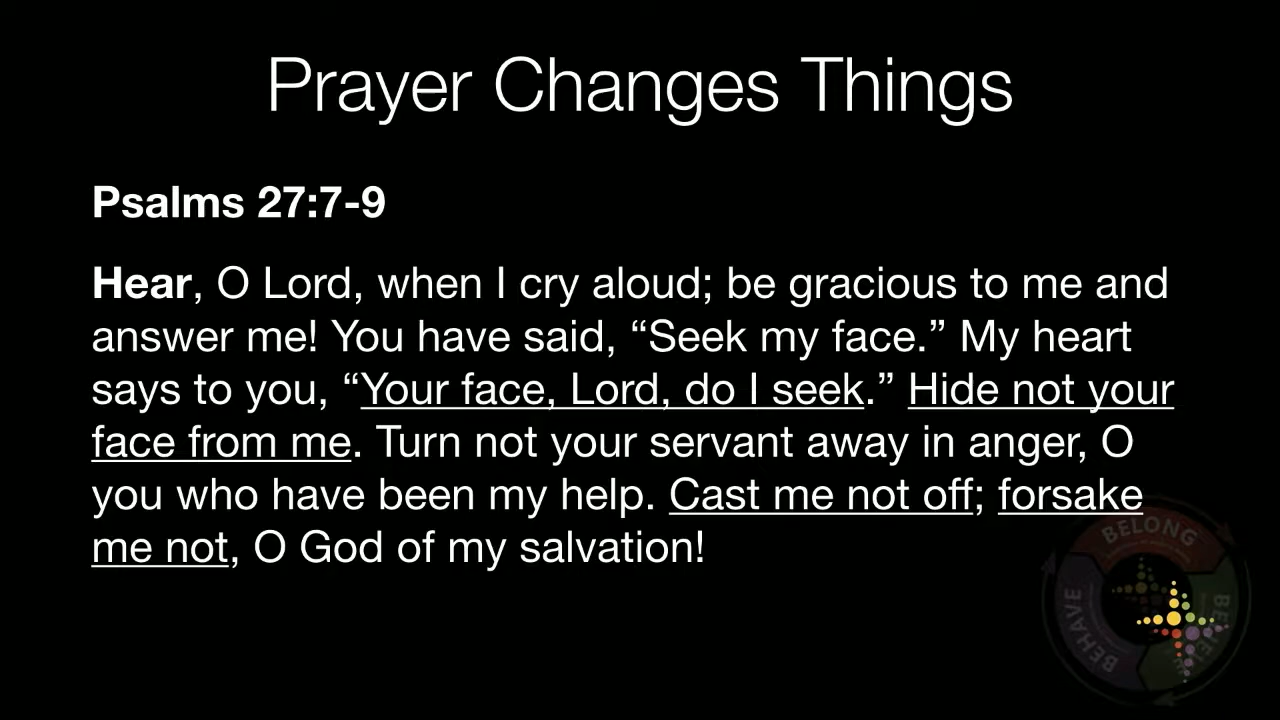 Prayer Changes Things
Psalms 27:7-9
Hear, O Lord, when I cry aloud; be gracious to me and
answer me! You have said, “Seek my face.” My heart
says to you, “Your face, Lord, do I seek.” Hide not your
face from me. Turn not your servant away in anger, O
you who have been my help. Cast me not off; forsake
me not, O God of my salvation!
BELONG
BEHAVE
BELIEVE